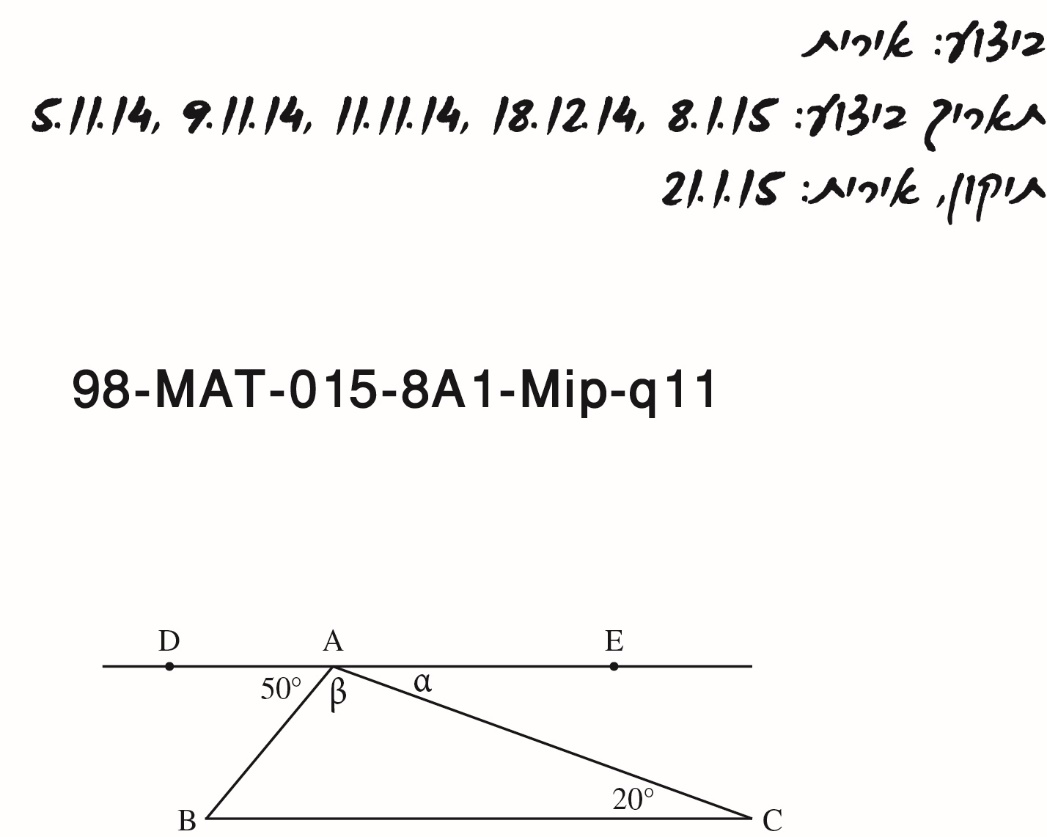 ביצוע: אירית
תאריך ביצוע: 5.11.14, 9.11.14, 11.11.14, 18.12.14, 8.1.15
תיקון, אירית: 21.1.15
98-MAT-015-8A1-Mip-q11
D A E
50° β α
20°
B C